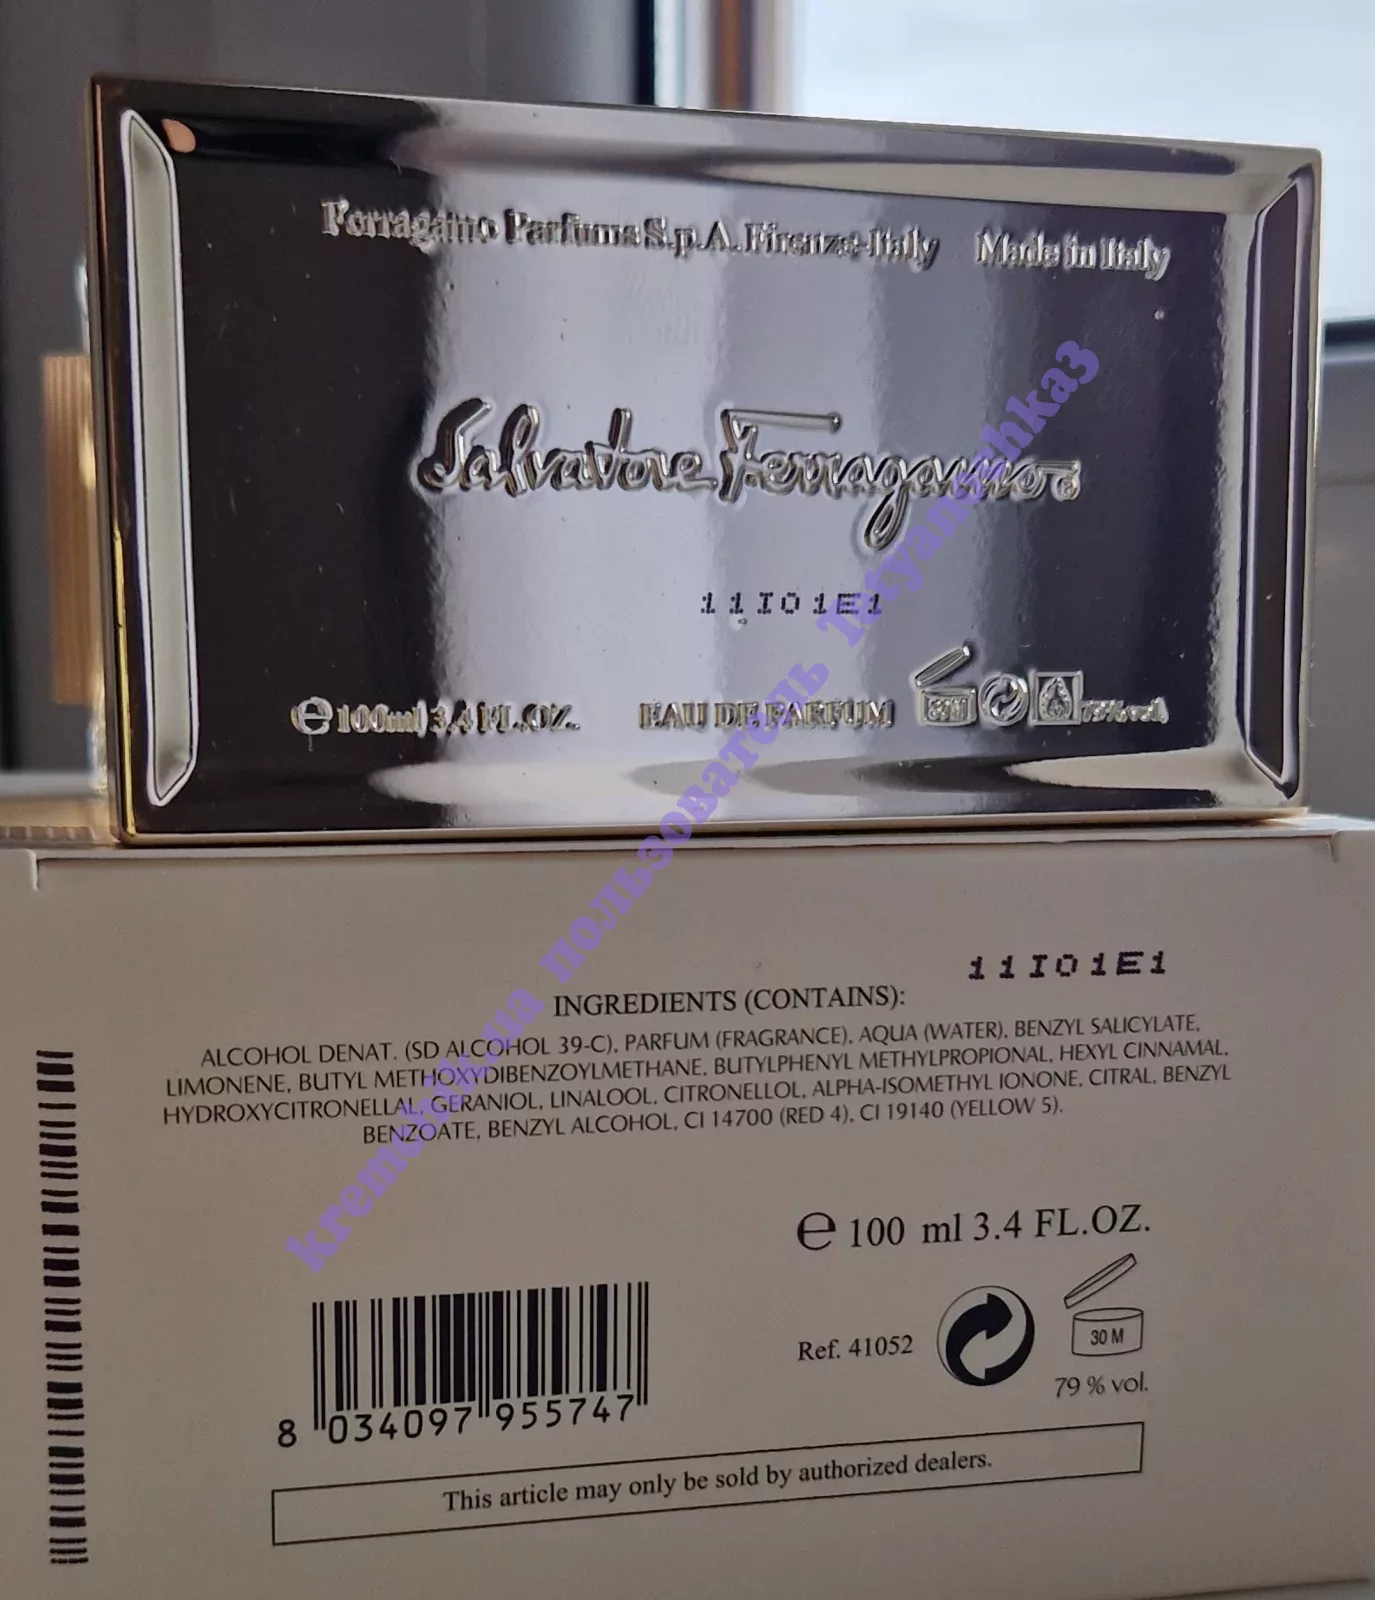 Ferragamo Parfums S.p.A. Firenze-Italy Made in Italy
Salvatore Ferragamo
11I01E1
e 100ml 3.4 FL.OZ. EAU DE PARFUM 30M 79% vol.
11I01E1
INGREDIENTS (CONTAINS):
ALCOHOL DENAT. (SD ALCOHOL 39-C), PARFUM (FRAGRANCE), AQUA (WATER), BENZYL SALICYLATE,
LIMONENE, BUTYL METHOXYDIBENZOYLMETHANE, BUTYLPHENYL METHYLPROPIONAL, HEXYL CINNAMAL,
HYDROXYCITRONELLAL, GERANIOL, LINALOOL, CITRONELLOL, ALPHA-ISOMETHYL IONONE, CITRAL, BENZYL
BENZOATE, BENZYL ALCOHOL, CI 14700 (RED 4), CI 19140 (YELLOW 5).
e 100 ml 3.4 FL.OZ.
Ref. 41052
30 M
79 % vol.
8 034097 955747
This article may only be sold by authorized dealers.
пользователь Tetyanochka3